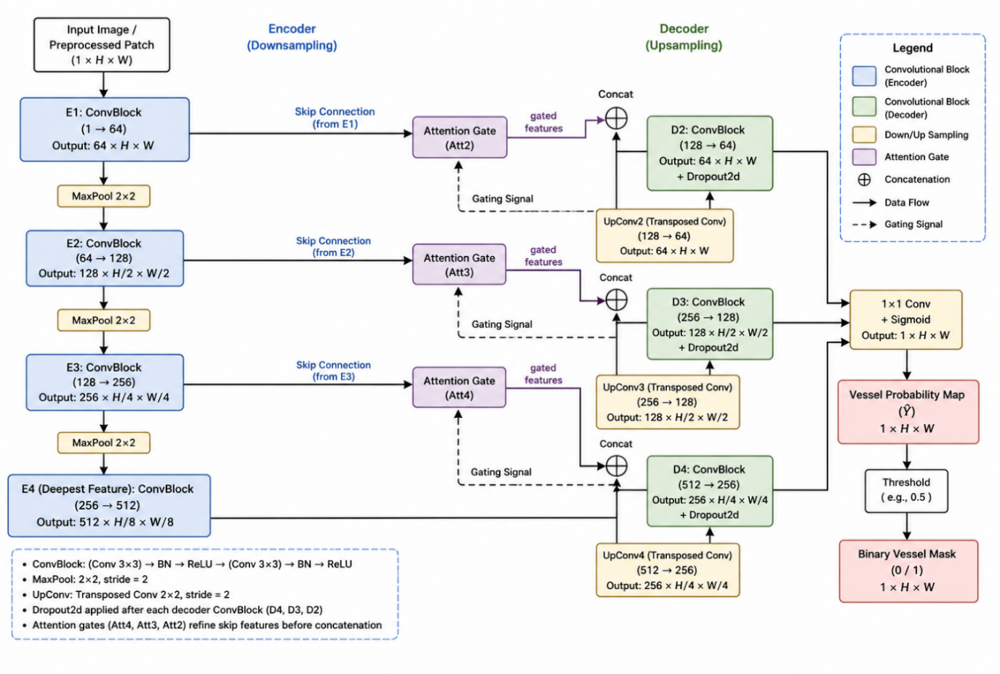 Input Image /
Preprocessed Patch
(1 × H × W)
Encoder
(Downsampling)
Decoder
(Upsampling)
E1: ConvBlock
(1 → 64)
Output: 64 × H × W
MaxPool 2×2
E2: ConvBlock
(64 → 128)
Output: 128 × H/2 × W/2
MaxPool 2×2
E3: ConvBlock
(128 → 256)
Output: 256 × H/4 × W/4
MaxPool 2×2
E4 (Deepest Feature): ConvBlock
(256 → 512)
Output: 512 × H/8 × W/8
Skip Connection
(from E1)
Attention Gate
(Att2)
gated
features
Concat
Gating Signal
D2: ConvBlock
(128 → 64)
Output: 64 × H × W
+ Dropout2d
UpConv2 (Transposed Conv)
(128 → 64)
Output: 64 × H × W
Skip Connection
(from E2)
Attention Gate
(Att3)
gated
features
Concat
Gating Signal
D3: ConvBlock
(256 → 128)
Output: 128 × H/2 × W/2
+ Dropout2d
UpConv3 (Transposed Conv)
(256 → 128)
Output: 128 × H/2 × W/2
Skip Connection
(from E3)
Attention Gate
(Att4)
gated
features
Concat
Gating Signal
D4: ConvBlock
(512 → 256)
Output: 256 × H/4 × W/4
+ Dropout2d
UpConv4 (Transposed Conv)
(512 → 256)
Output: 256 × H/4 × W/4
Legend
Convolutional Block
(Encoder)
Convolutional Block
(Decoder)
Down/Up Sampling
Attention Gate
Concatenation
Data Flow
Gating Signal
1×1 Conv
+ Sigmoid
Output: 1 × H × W
Vessel Probability Map
(Ŷ)
1 × H × W
Threshold
( e.g., 0.5 )
Binary Vessel Mask
(0 / 1)
1 × H × W
• ConvBlock: (Conv 3×3) → BN → ReLU → (Conv 3×3) → BN → ReLU
• MaxPool: 2×2, stride = 2
• UpConv: Transposed Conv 2×2, stride = 2
• Dropout2d applied after each decoder ConvBlock (D4, D3, D2)
• Attention gates (Att4, Att3, Att2) refine skip features before concatenation